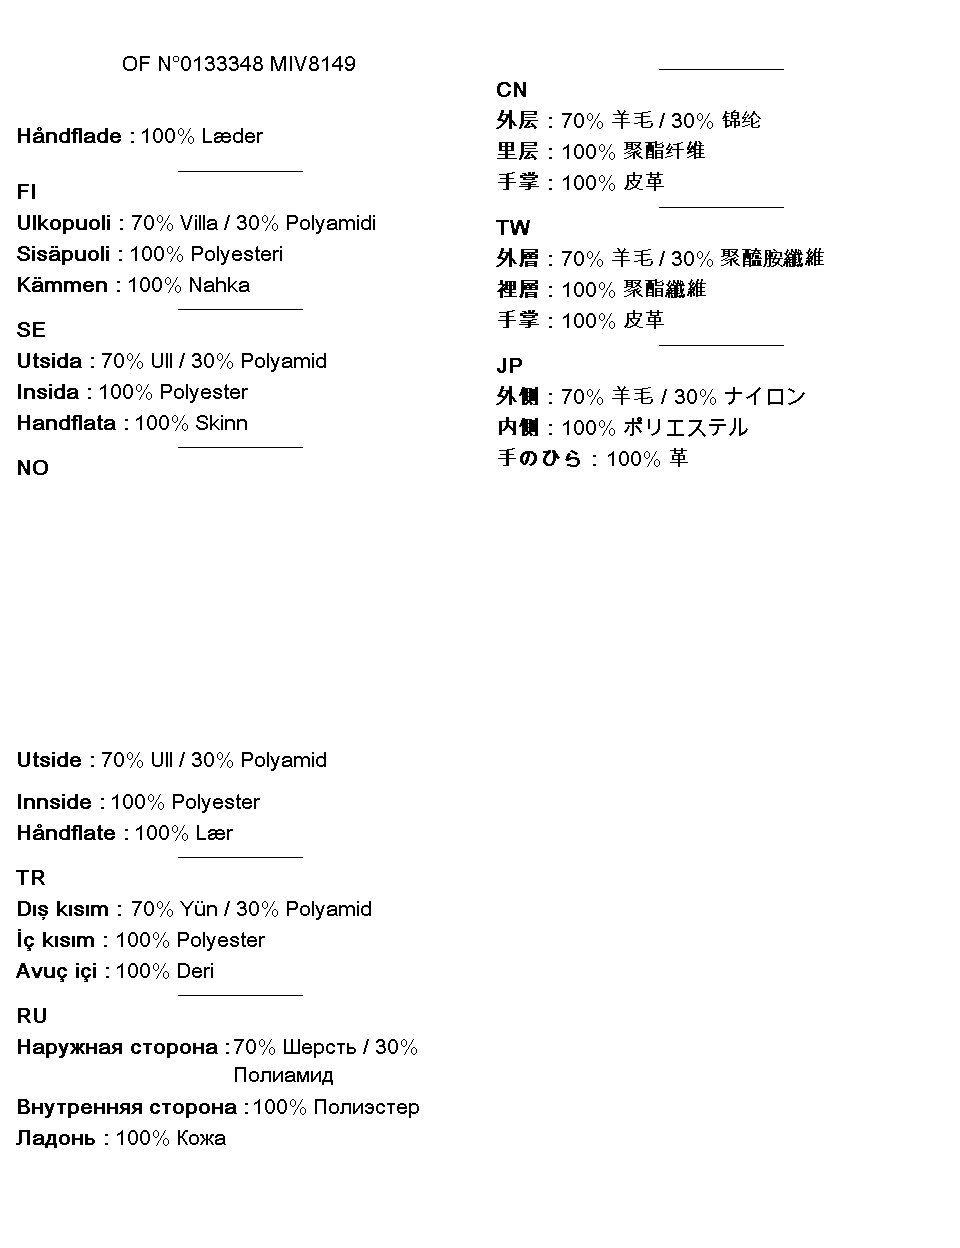 OF N°0133348 MIV8149
Håndflade : 100% Læder
FI
Ulkopuoli : 70% Villa / 30% Polyamidi
Sisäpuoli : 100% Polyesteri
Kämmen : 100% Nahka
SE
Utsida : 70% Ull / 30% Polyamid
Insida : 100% Polyester
Handflata : 100% Skinn
NO
Utside : 70% Ull / 30% Polyamid
Innside : 100% Polyester
Håndflate : 100% Lær
TR
Dış kısım : 70% Yün / 30% Polyamid
İç kısım : 100% Polyester
Avuç içi : 100% Deri
RU
Наружная сторона : 70% Шерсть / 30%
Полиамид
Внутренняя сторона : 100% Полиэстер
Ладонь : 100% Кожа
CN
外层 : 70% 羊毛 / 30% 锦纶
里层 : 100% 聚酯纤维
手掌 : 100% 皮革
TW
外層 : 70% 羊毛 / 30% 聚醯胺纖維
裡層 : 100% 聚酯纖維
手掌 : 100% 皮革
JP
外側 : 70% 羊毛 / 30% ナイロン
内側 : 100% ポリエステル
手のひら : 100% 革